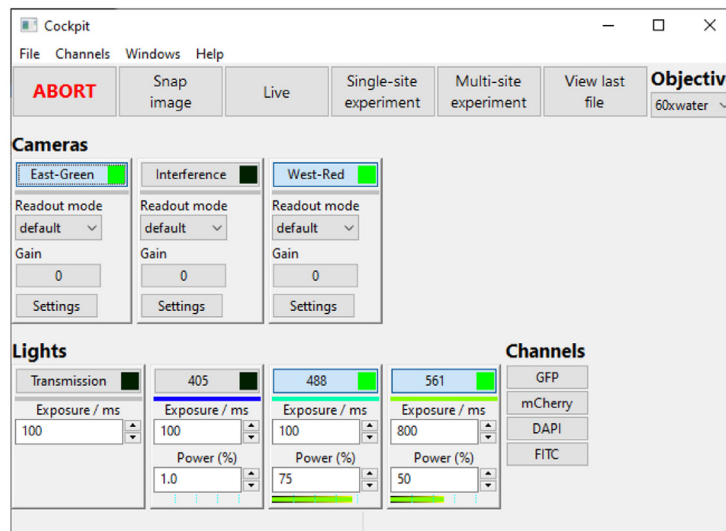 Cockpit
File Channels Windows Help
ABORT
Snap
image
Live
Single-site
experiment
Multi-site
experiment
View last
file
Objectiv
60xwater
Cameras
East-Green
Interference
West-Red
Readout mode
Readout mode
Readout mode
default
default
default
Gain
Gain
Gain
0
0
0
Settings
Settings
Settings
Lights
Channels
Transmission
405
488
561
GFP
Exposure / ms
Exposure / ms
Exposure / ms
Exposure / ms
mCherry
100
100
100
800
DAPI
Power (%)
Power (%)
Power (%)
FITC
1.0
75
50